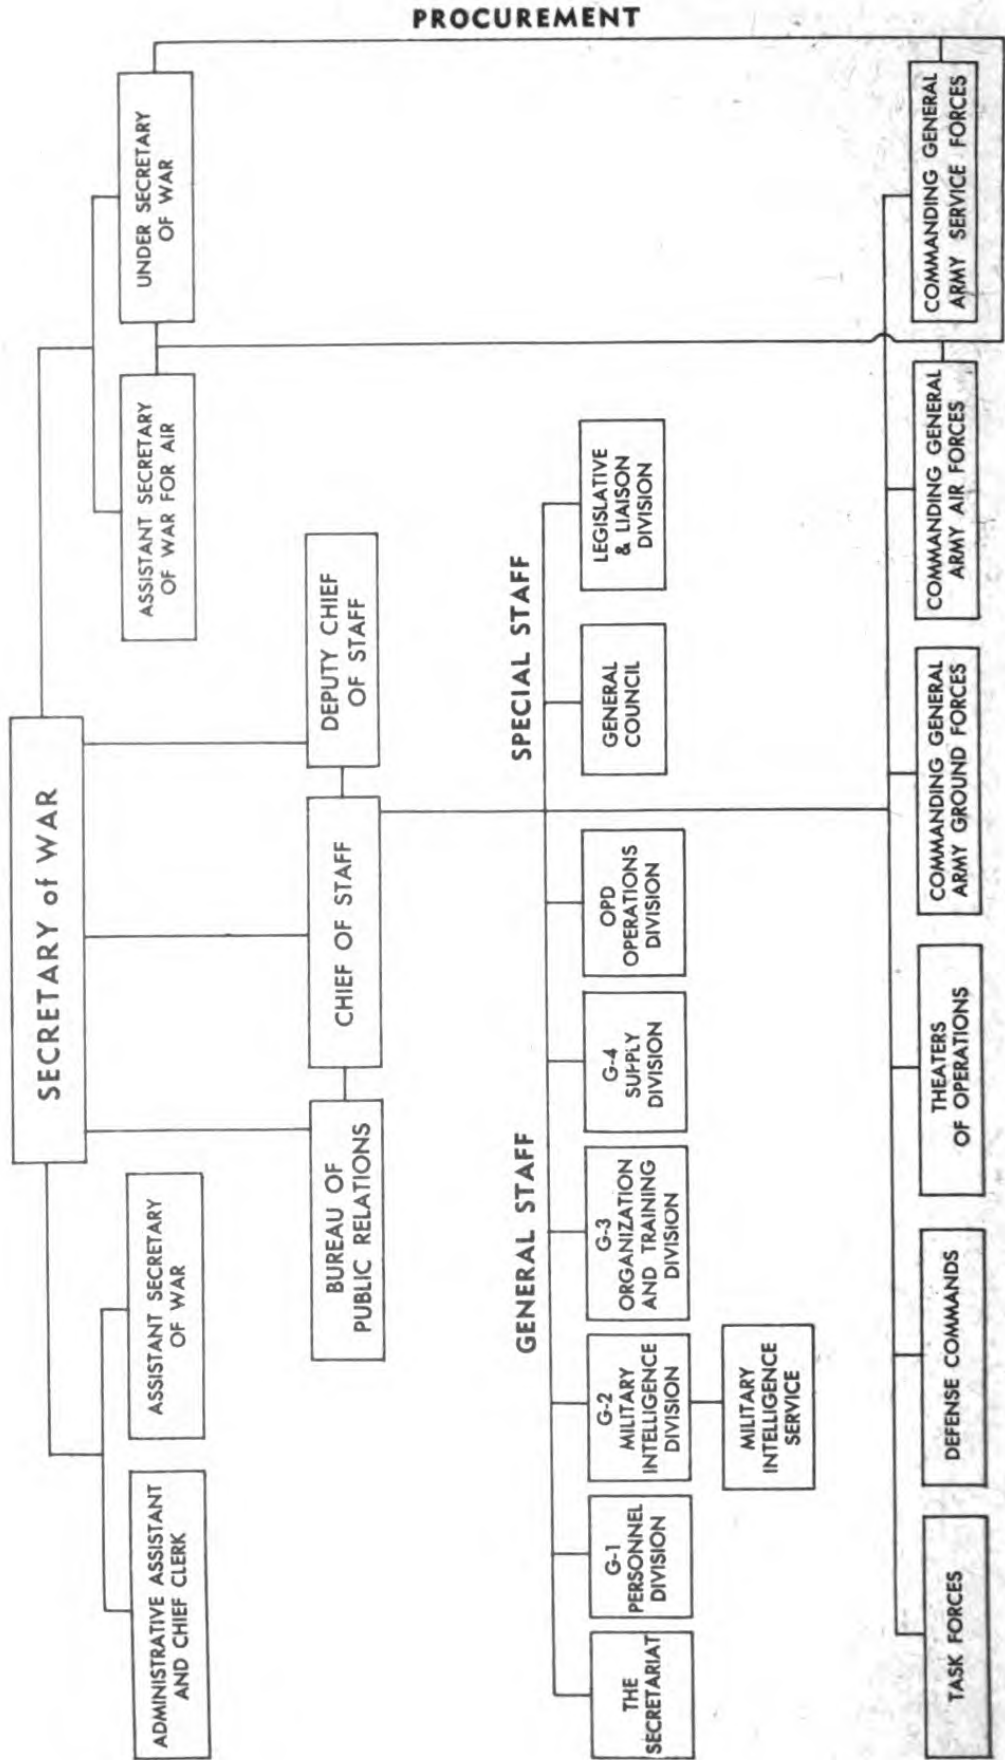 PROCUREMENT
SECRETARY of WAR
ADMINISTRATIVE ASSISTANT
AND CHIEF CLERK
ASSISTANT SECRETARY
OF WAR
ASSISTANT SECRETARY
OF WAR FOR AIR
UNDER SECRETARY
OF WAR
BUREAU OF
PUBLIC RELATIONS
CHIEF OF STAFF
DEPUTY CHIEF
OF STAFF
GENERAL STAFF
SPECIAL STAFF
THE
SECRETARIAT
G-1
PERSONNEL
DIVISION
G-2
MILITARY
INTELLIGENCE
DIVISION
G-3
ORGANIZATION
AND TRAINING
DIVISION
G-4
SUPPLY
DIVISION
OPD
OPERATIONS
DIVISION
GENERAL
COUNCIL
LEGISLATIVE
& LIAISON
DIVISION
MILITARY
INTELLIGENCE
SERVICE
TASK FORCES
DEFENSE COMMANDS
THEATERS
OF OPERATIONS
COMMANDING GENERAL
ARMY GROUND FORCES
COMMANDING GENERAL
ARMY AIR FORCES
COMMANDING GENERAL
ARMY SERVICE FORCES